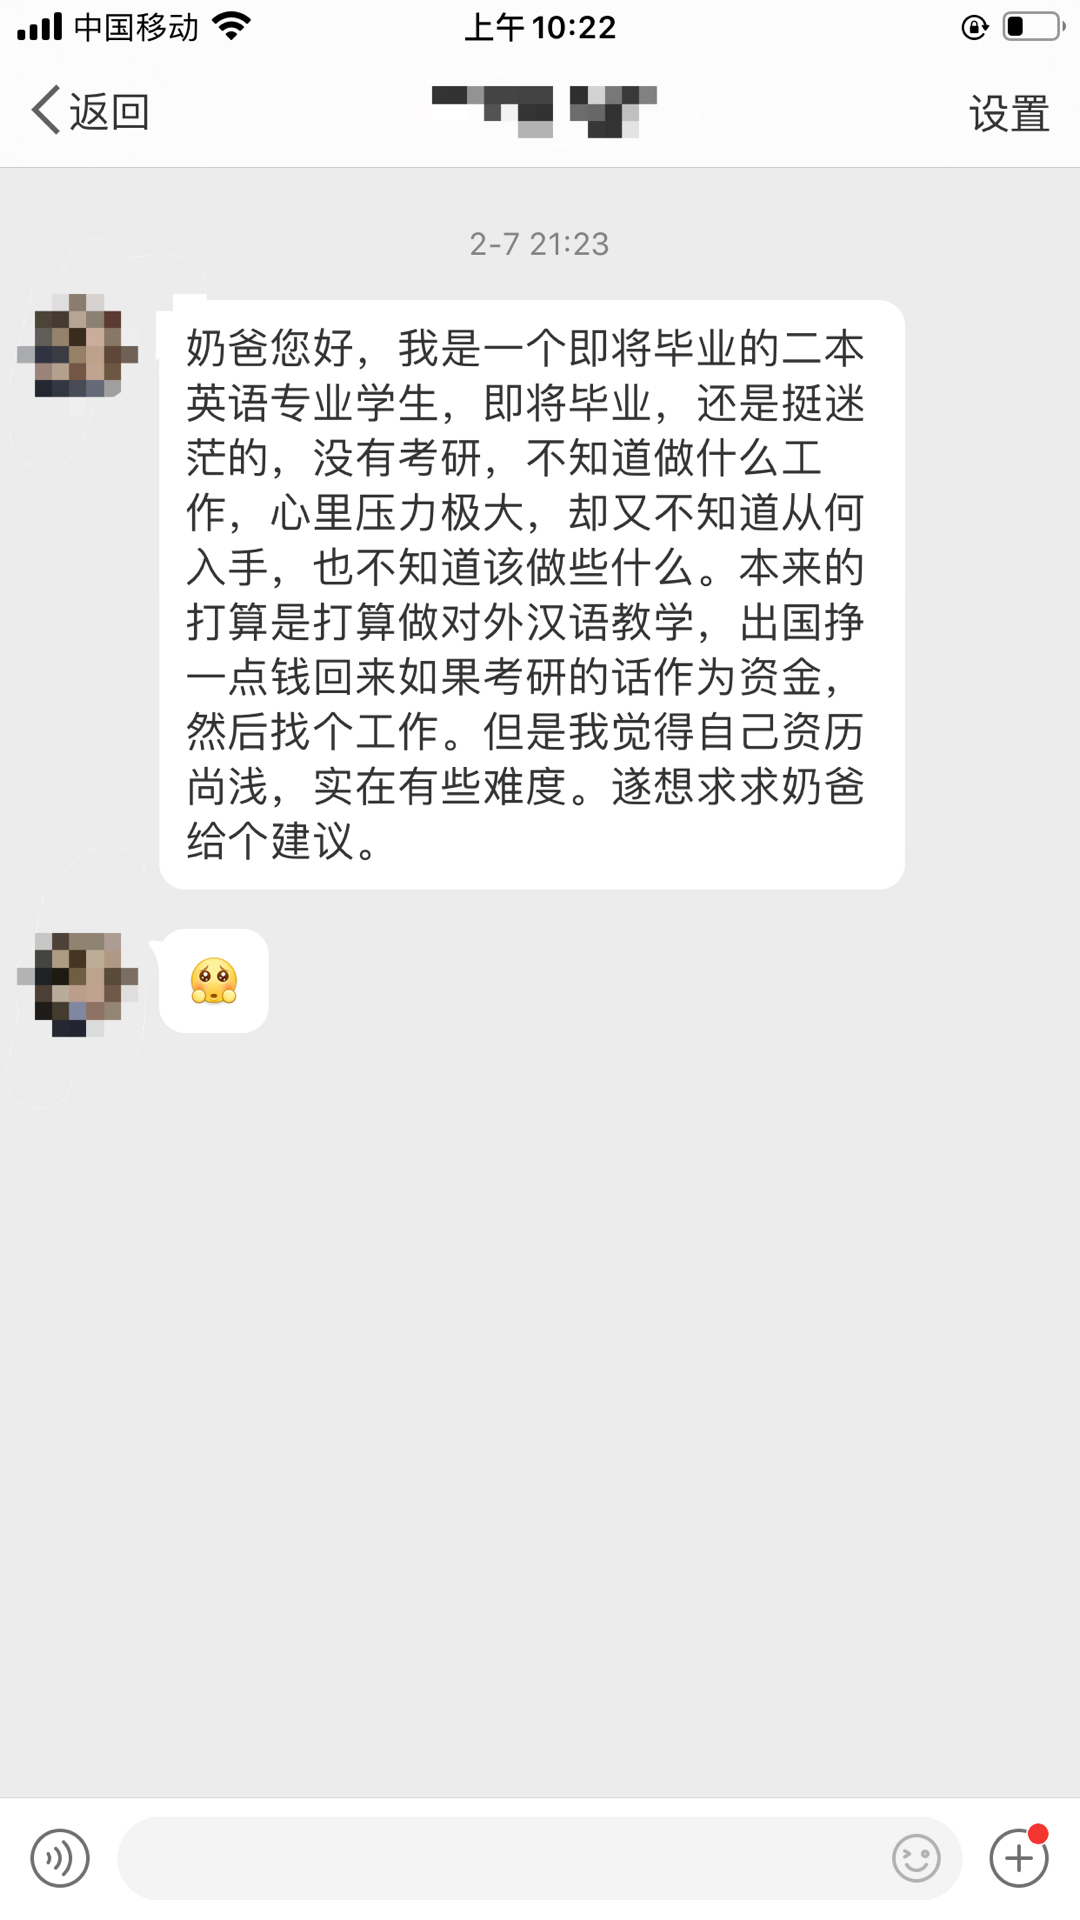 中国移动
上午10:22
返回
设置
2-7 21:23
奶爸您好，我是一个即将毕业的二本
英语专业学生，即将毕业，还是挺迷
茫的，没有考研，不知道做什么工
作，心里压力极大，却又不知道从何
入手，也不知道该做些什么。本来的
打算是打算做对外汉语教学，出国挣
一点钱回来如果考研的话作为资金，
然后找个工作。但是我觉得自己资历
尚浅，实在有些难度。遂想求求奶爸
给个建议。